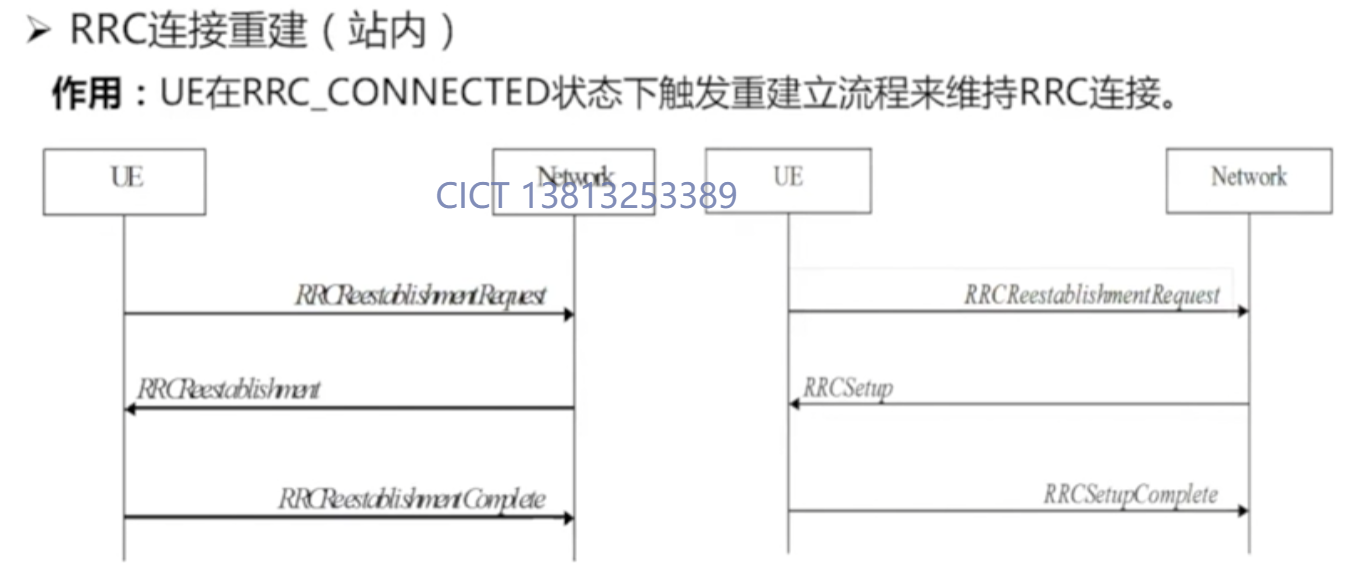 ➢ RRC连接重建（站内）
作用：UE在RRC_CONNECTED状态下触发重建立流程来维持RRC连接。
UE
Network
CICT 13813253389
UE
Network
RRCReestablishmentRequest
RRCReestablishment
RRCReestablishmentComplete
RRCReestablishmentRequest
RRCSetup
RRCSetupComplete